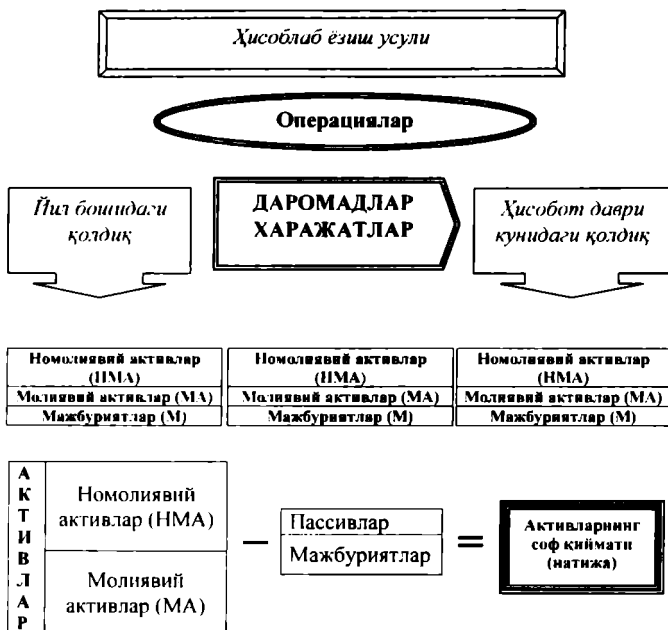 Ҳисоблаб ёзиш усули
Операциялар
Йил бошидаги
қолдиқ
ДАРОМАДЛАР
ХАРАЖАТЛАР
Ҳисобот даври
кунидаги қолдиқ
Номолиявий активлар
(НМА)
Молиявий активлар (МА)
Мажбуриятлар (М)
Номолиявий активлар
(НМА)
Молиявий активлар (МА)
Мажбуриятлар (М)
Номолиявий активлар
(НМА)
Молиявий активлар (МА)
Мажбуриятлар (М)
АКТИВЛАР
Номолиявий
активлар (НМА)
Молиявий
активлар (МА)
–
Пассивлар
Мажбуриятлар
=
Активларнинг
соф қиймати
(натижа)